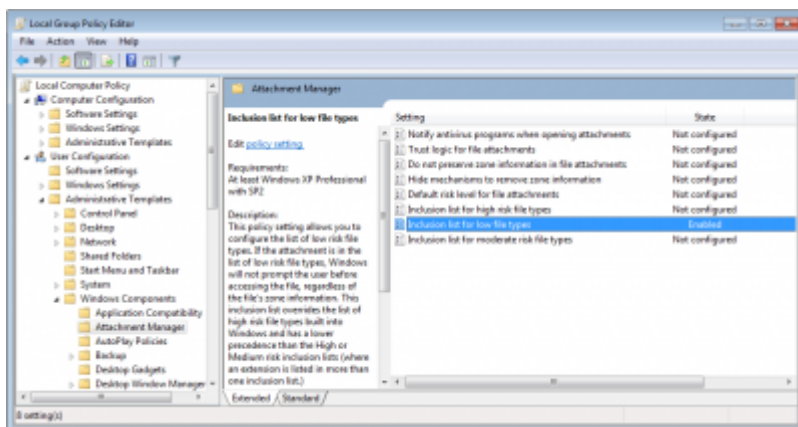 Local Group Policy Editor
File Action View Help
Local Computer Policy
Computer Configuration
Software Settings
Windows Settings
Administrative Templates
User Configuration
Software Settings
Windows Settings
Administrative Templates
Control Panel
Desktop
Network
Shared Folders
Start Menu and Taskbar
System
Windows Components
Application Compatibility
Attachment Manager
AutoPlay Policies
Backup
Desktop Gadgets
Desktop Window Manager
Attachment Manager
Inclusion list for low file types
Edit policy setting
Requirements:
At least Windows XP Professional
with SP2
Description:
This policy setting allows you to
configure the list of low risk file
types. If the attachment is in the
list of low risk file types, Windows
will not prompt the user before
accessing the file, regardless of
the file's zone information. This
inclusion list overrides the list of
high risk file types built into
Windows and has a lower
precedence than the High or
Medium risk inclusion lists (where
an extension is listed in more than
one inclusion list.)
Setting State
Notify antivirus programs when opening attachments Not configured
Trust logic for file attachments Not configured
Do not preserve zone information in file attachments Not configured
Hide mechanisms to remove zone information Not configured
Default risk level for file attachments Not configured
Inclusion list for high risk file types Not configured
Inclusion list for low file types Enabled
Inclusion list for moderate risk file types Not configured
Extended Standard
8 setting(s)